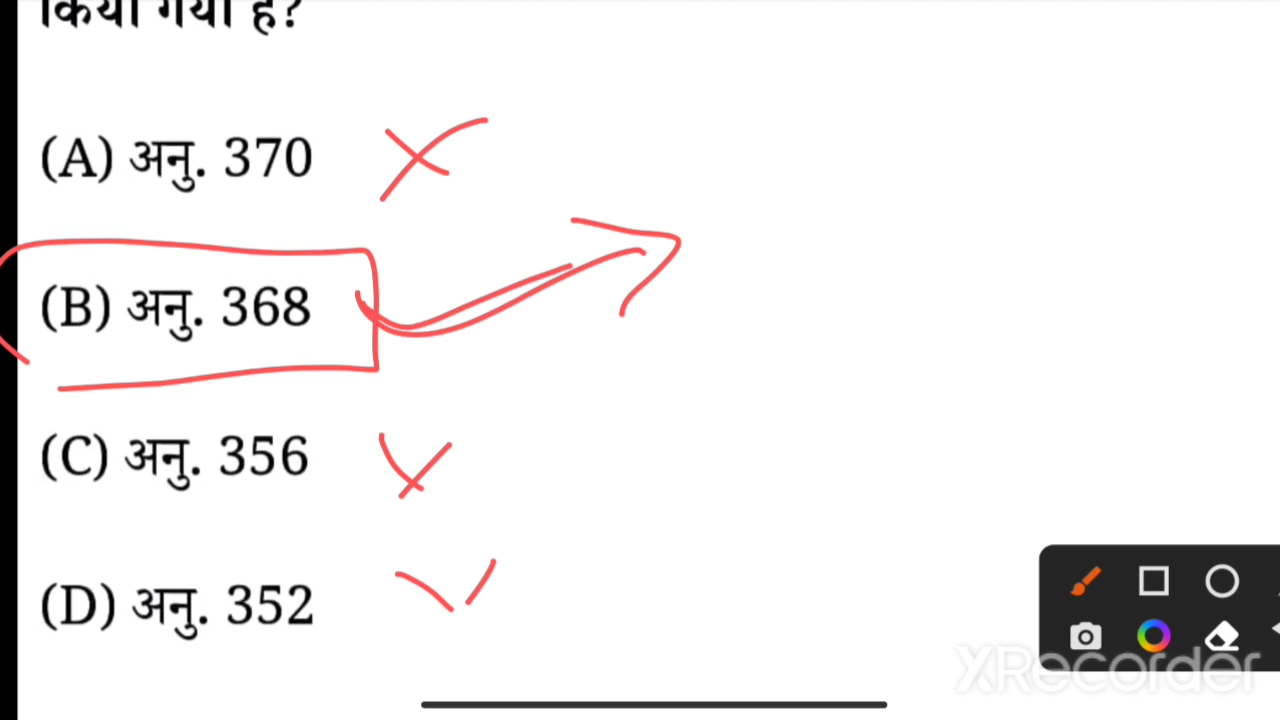 किया गया है?
(A) अनु. 370
(B) अनु. 368
(C) अनु. 356
(D) अनु. 352
XRecorder